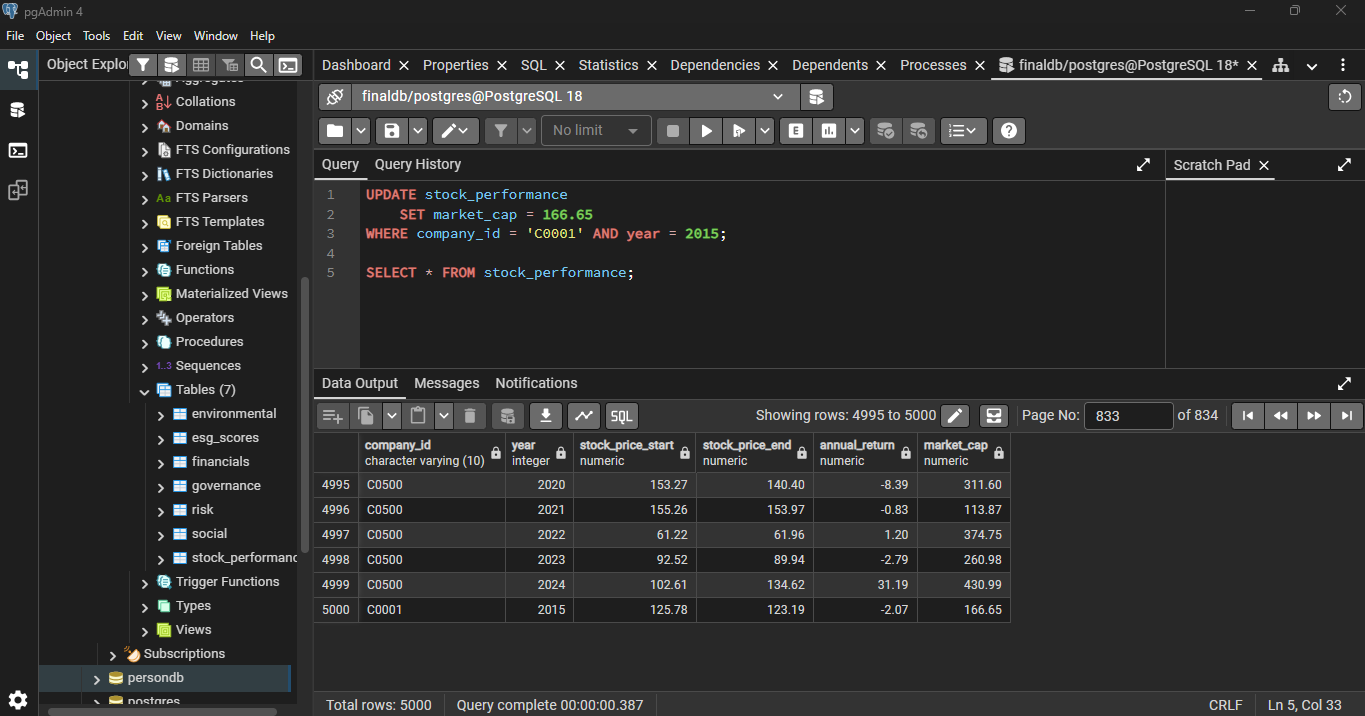 pgAdmin 4
File Object Tools Edit View Window Help
Object Explo
Dashboard Properties SQL Statistics Dependencies Dependents Processes finaldb/postgres@PostgreSQL 18*
finaldb/postgres@PostgreSQL 18
No limit
E
SQL
Query Query History
Scratch Pad
1 UPDATE stock_performance
2 SET market_cap = 166.65
3 WHERE company_id = 'C0001' AND year = 2015;
4
5 SELECT * FROM stock_performance;
Aggregates
Collations
Domains
FTS Configurations
FTS Dictionaries
Aa FTS Parsers
FTS Templates
Foreign Tables
Functions
Materialized Views
Operators
Procedures
1..3 Sequences
Tables (7)
environmental
esg_scores
financials
governance
risk
social
stock_performanc
Trigger Functions
Types
Views
Subscriptions
persondb
postgres
Data Output Messages Notifications
Showing rows: 4995 to 5000
Page No: 833 of 834
company_id year stock_price_start stock_price_end annual_return market_cap
character varying (10) integer numeric numeric numeric numeric
4995 C0500 2020 153.27 140.40 -8.39 311.60
4996 C0500 2021 155.26 153.97 -0.83 113.87
4997 C0500 2022 61.22 61.96 1.20 374.75
4998 C0500 2023 92.52 89.94 -2.79 260.98
4999 C0500 2024 102.61 134.62 31.19 430.99
5000 C0001 2015 125.78 123.19 -2.07 166.65
Total rows: 5000 Query complete 00:00:00.387 CRLF Ln 5, Col 33